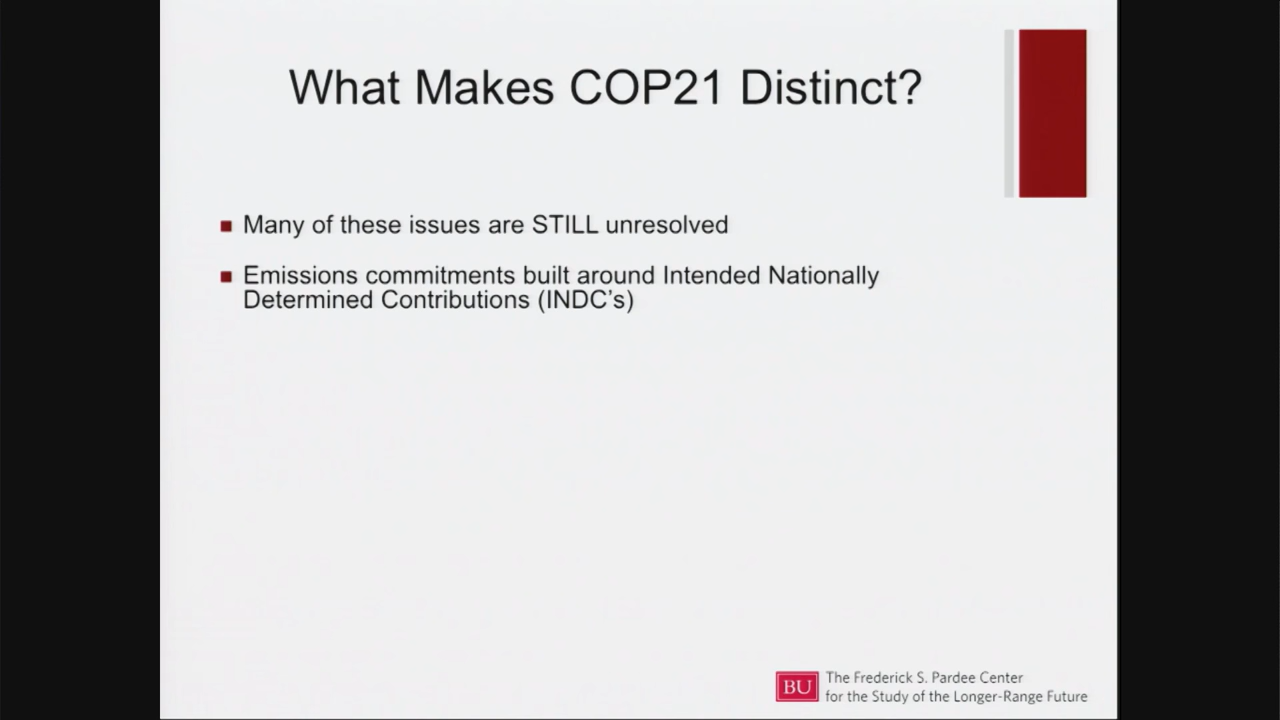 What Makes COP21 Distinct?
Many of these issues are STILL unresolved
Emissions commitments built around Intended Nationally
Determined Contributions (INDC's)
BU
The Frederick S. Pardee Center
for the Study of the Longer-Range Future